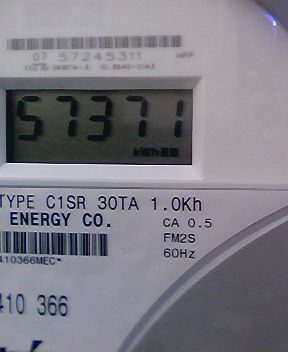 07 57245311
57371
kWh
TYPE C1SR 30TA 1.0Kh
ENERGY CO.
CA 0.5
FM2S
60Hz
410366MEC*
410 366